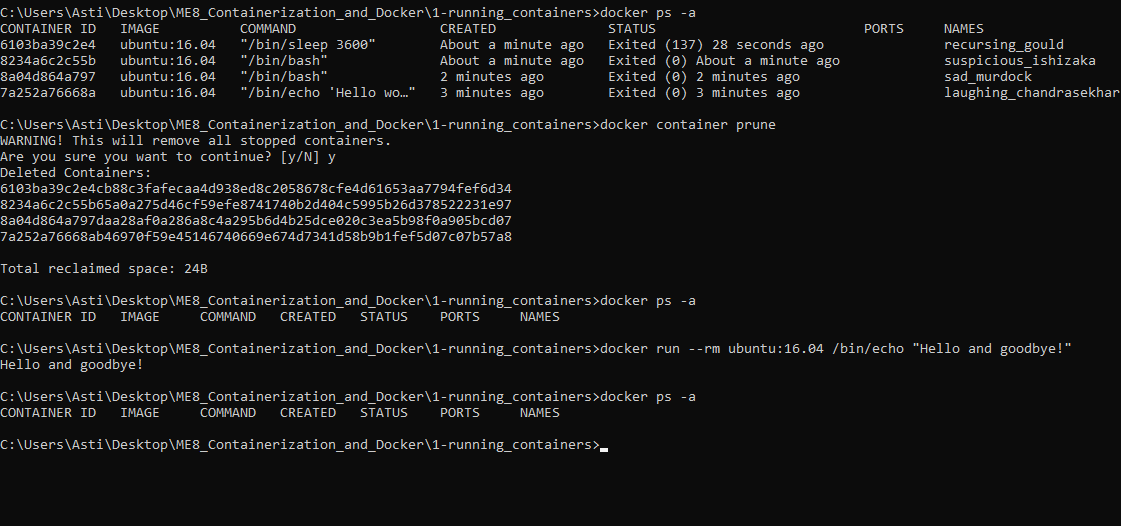 C:\Users\Asti\Desktop\ME8_Containerization_and_Docker\1-running_containers>docker ps -a
CONTAINER ID   IMAGE          COMMAND                  CREATED              STATUS                          PORTS     NAMES
6103ba39c2e4   ubuntu:16.04   "/bin/sleep 3600"        About a minute ago   Exited (137) 28 seconds ago               recursing_gould
8234a6c2c55b   ubuntu:16.04   "/bin/bash"              About a minute ago   Exited (0) About a minute ago             suspicious_ishizaka
8a04d864a797   ubuntu:16.04   "/bin/bash"              2 minutes ago        Exited (0) 2 minutes ago                  sad_murdock
7a252a76668a   ubuntu:16.04   "/bin/echo 'Hello wo…"   3 minutes ago        Exited (0) 3 minutes ago                  laughing_chandrasekhar
C:\Users\Asti\Desktop\ME8_Containerization_and_Docker\1-running_containers>docker container prune
WARNING! This will remove all stopped containers.
Are you sure you want to continue? [y/N] y
Deleted Containers:
6103ba39c2e4cb88c3fafecaa4d938ed8c2058678cfe4d61653aa7794fef6d34
8234a6c2c55b65a0a275d46cf59efe8741740b2d404c5995b26d378522231e97
8a04d864a797daa28af0a286a8c4a295b6d4b25dce020c3ea5b98f0a905bcd07
7a252a76668ab46970f59e45146740669e674d7341d58b9b1fef5d07c07b57a8
Total reclaimed space: 24B
C:\Users\Asti\Desktop\ME8_Containerization_and_Docker\1-running_containers>docker ps -a
CONTAINER ID   IMAGE     COMMAND   CREATED   STATUS    PORTS     NAMES
C:\Users\Asti\Desktop\ME8_Containerization_and_Docker\1-running_containers>docker run --rm ubuntu:16.04 /bin/echo "Hello and goodbye!"
Hello and goodbye!
C:\Users\Asti\Desktop\ME8_Containerization_and_Docker\1-running_containers>docker ps -a
CONTAINER ID   IMAGE     COMMAND   CREATED   STATUS    PORTS     NAMES
C:\Users\Asti\Desktop\ME8_Containerization_and_Docker\1-running_containers>